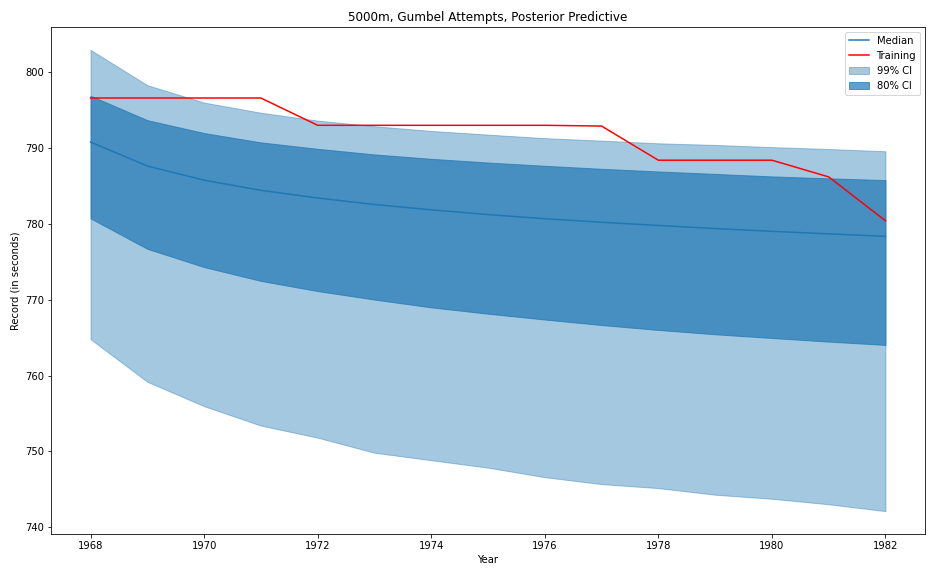 5000m, Gumbel Attempts, Posterior Predictive
Median
Training
99% CI
80% CI
800
790
780
770
760
750
740
Record (in seconds)
1968
1970
1972
1974
1976
1978
1980
1982
Year